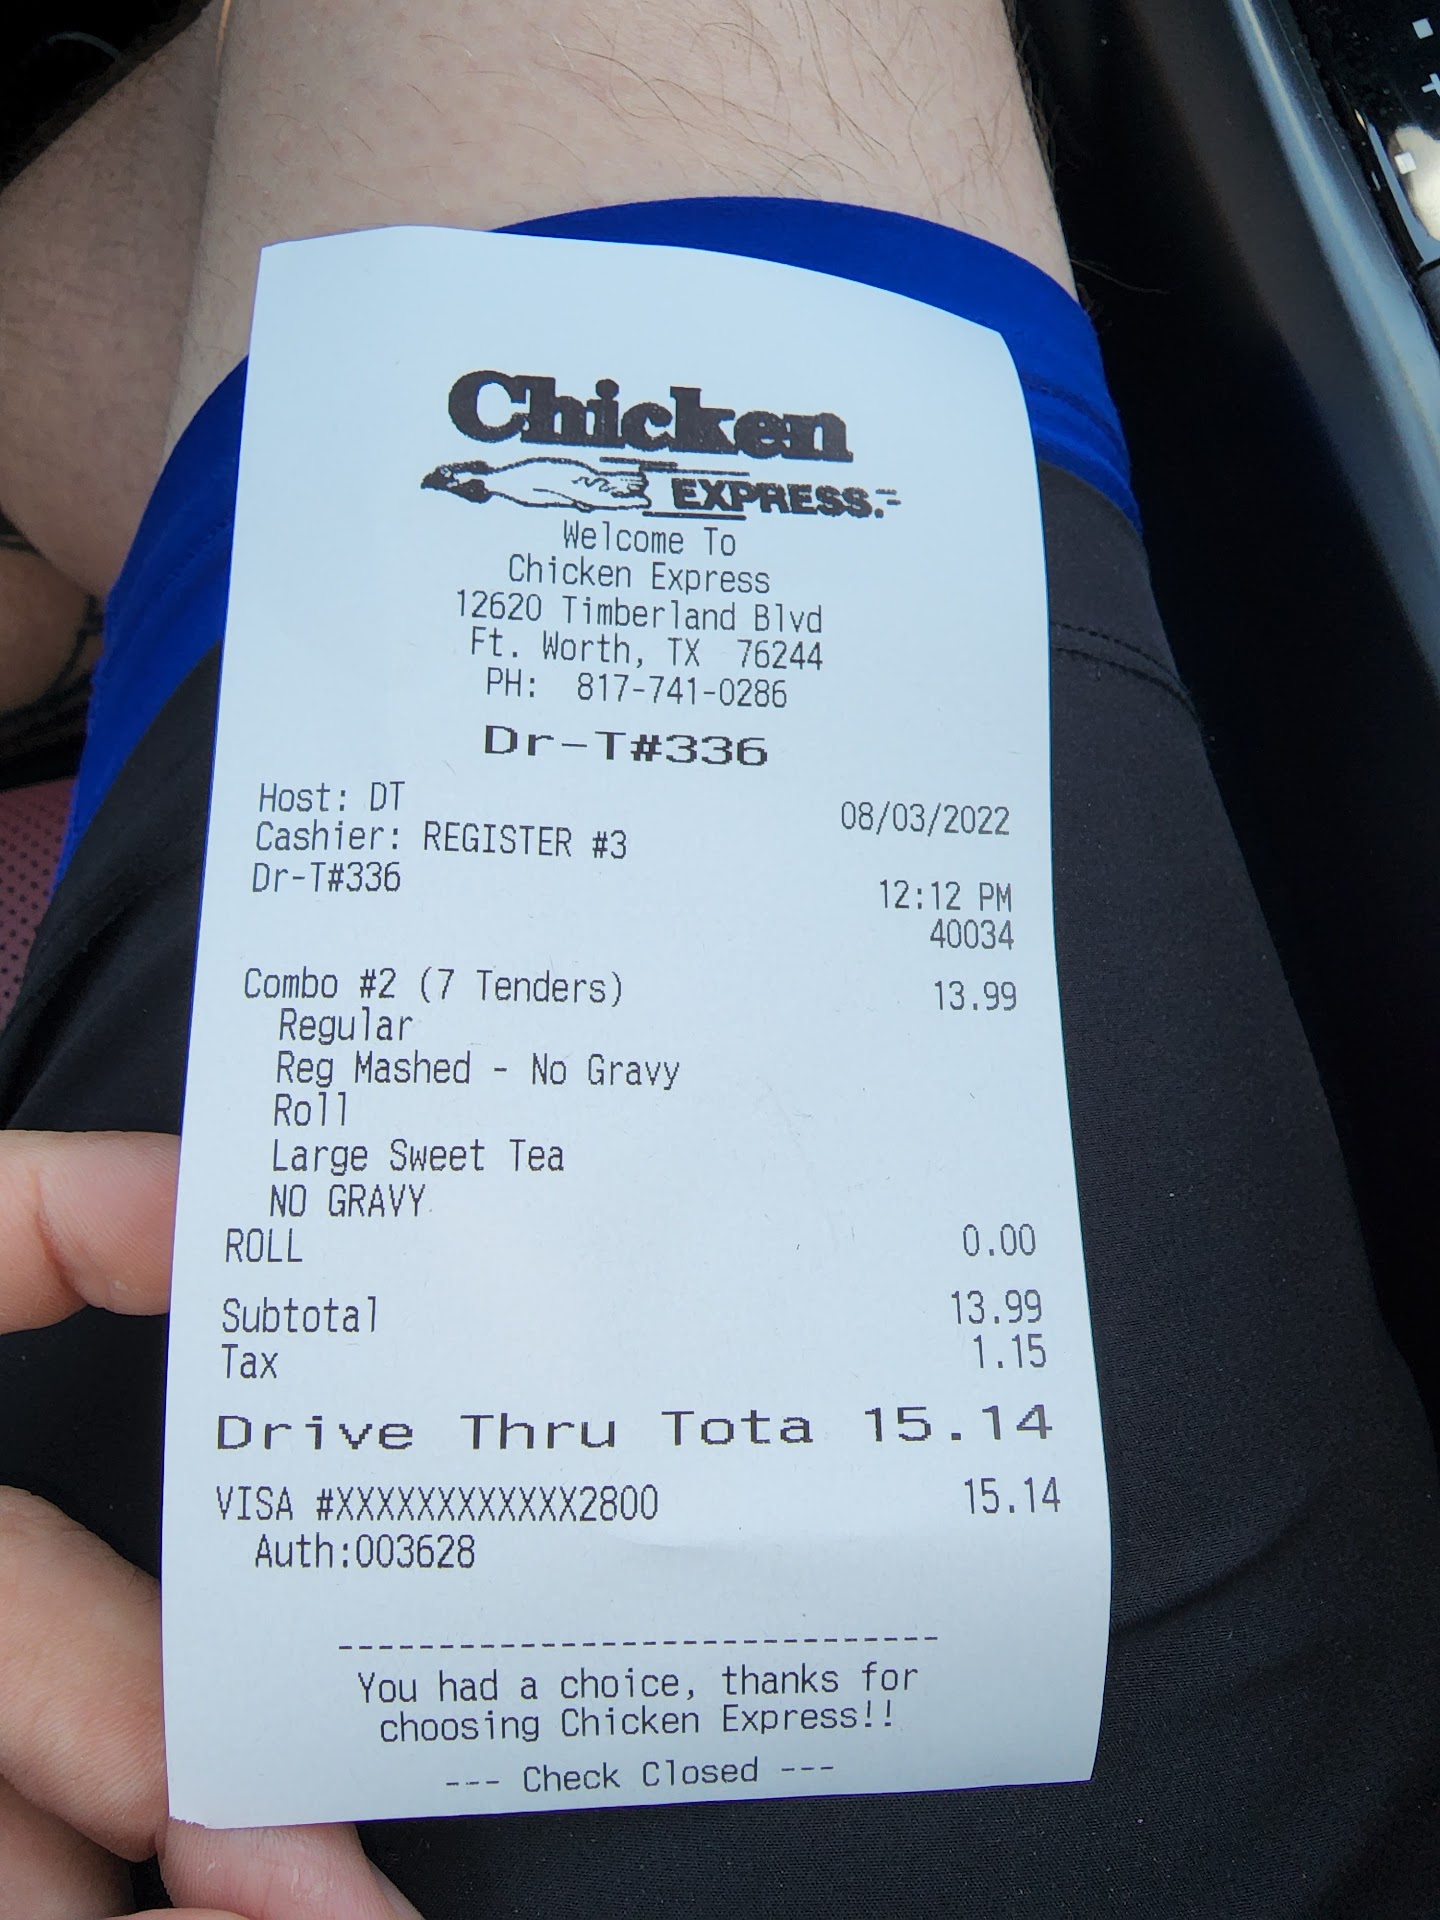 Chicken
EXPRESS.
Welcome To
Chicken Express
12620 Timberland Blvd
Ft. Worth, TX 76244
PH: 817-741-0286
Dr-T#336
Host: DT
08/03/2022
Cashier: REGISTER #3
Dr-T#336
12:12 PM
40034
Combo #2 (7 Tenders) 13.99
Regular
Reg Mashed - No Gravy
Roll
Large Sweet Tea
NO GRAVY
ROLL 0.00
Subtotal 13.99
Tax 1.15
Drive Thru Tota 15.14
VISA #XXXXXXXXXXXX2800 15.14
Auth:003628
------------------------------
You had a choice, thanks for
choosing Chicken Express!!
--- Check Closed ---